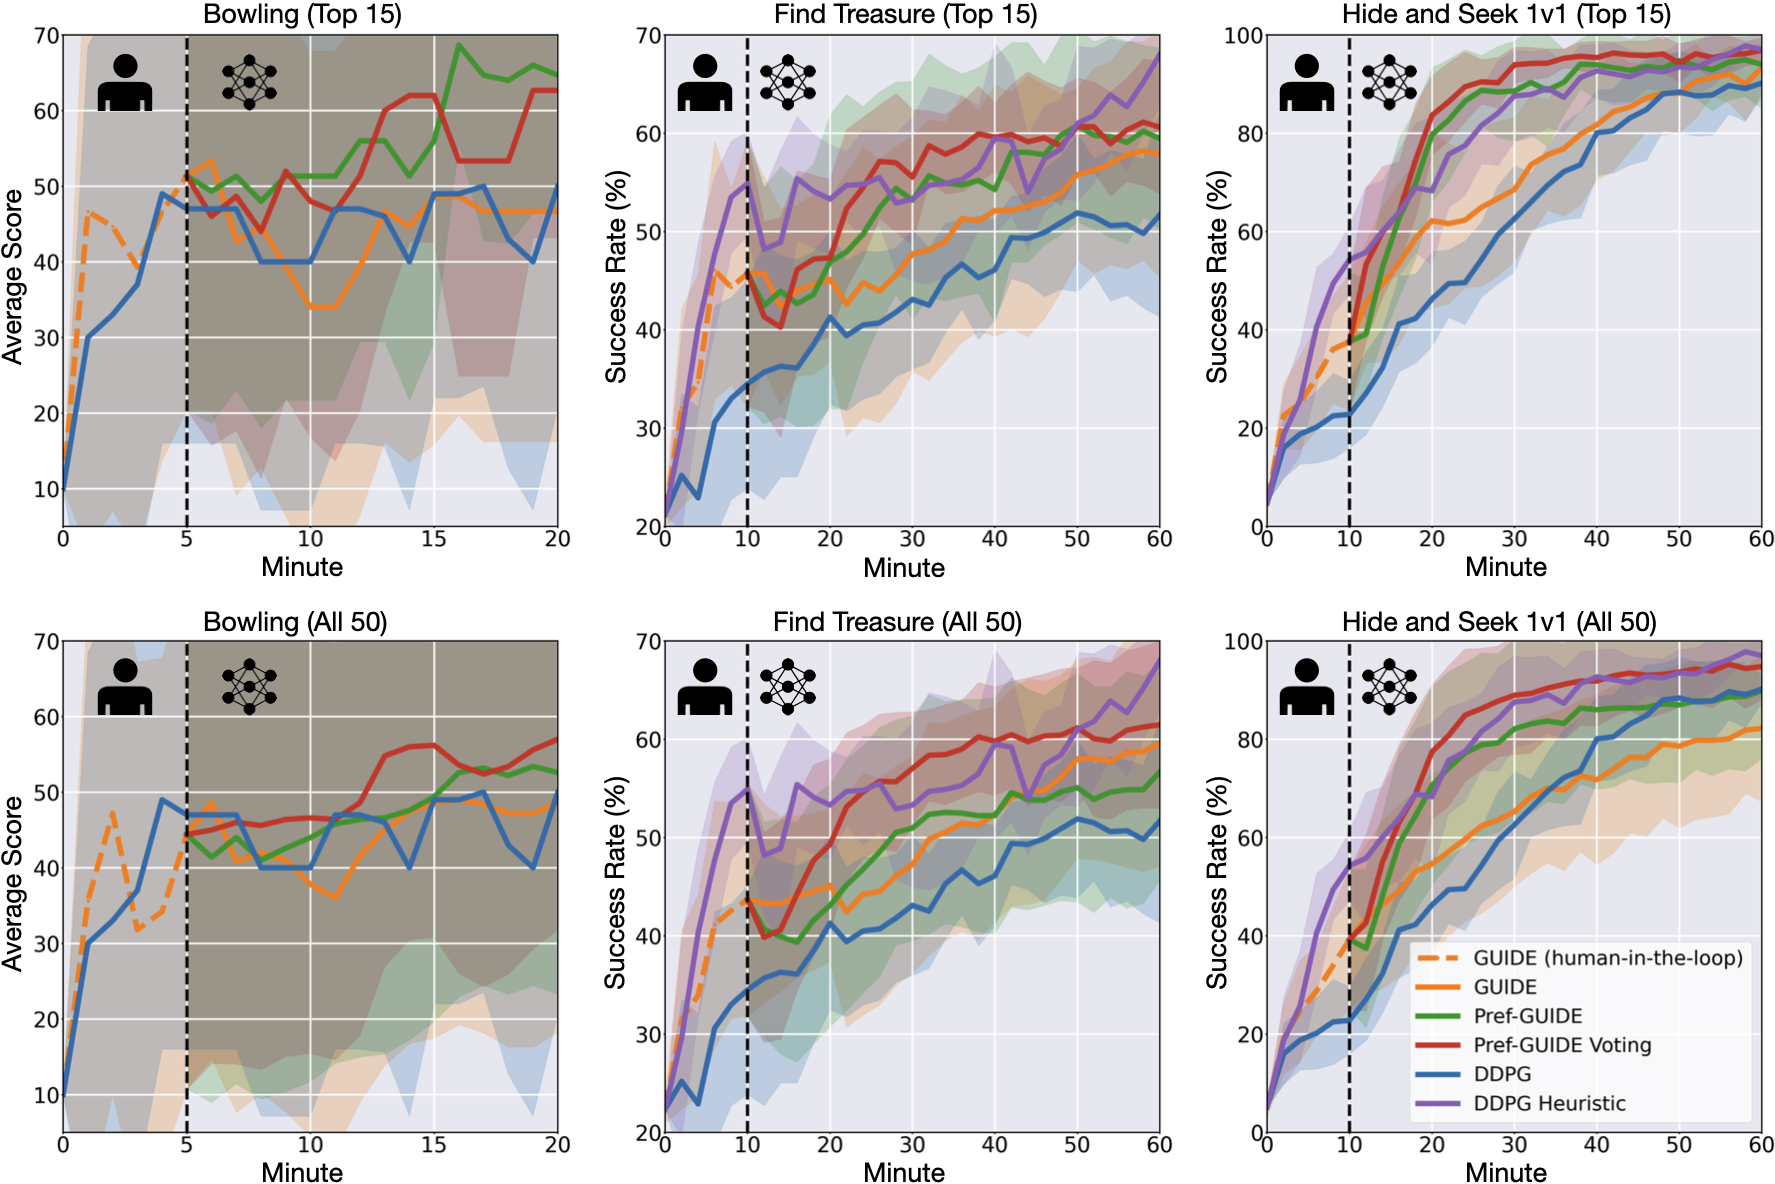 Bowling (Top 15)
Average Score
70
60
50
40
30
20
10
0 5 10 15 20
Minute
Find Treasure (Top 15)
Success Rate (%)
70
60
50
40
30
20
0 10 20 30 40 50 60
Minute
Hide and Seek 1v1 (Top 15)
Success Rate (%)
100
80
60
40
20
0
0 10 20 30 40 50 60
Minute
Bowling (All 50)
Average Score
70
60
50
40
30
20
10
0 5 10 15 20
Minute
Find Treasure (All 50)
Success Rate (%)
70
60
50
40
30
20
0 10 20 30 40 50 60
Minute
Hide and Seek 1v1 (All 50)
Success Rate (%)
100
80
60
40
20
0
0 10 20 30 40 50 60
Minute
GUIDE (human-in-the-loop)
GUIDE
Pref-GUIDE
Pref-GUIDE Voting
DDPG
DDPG Heuristic